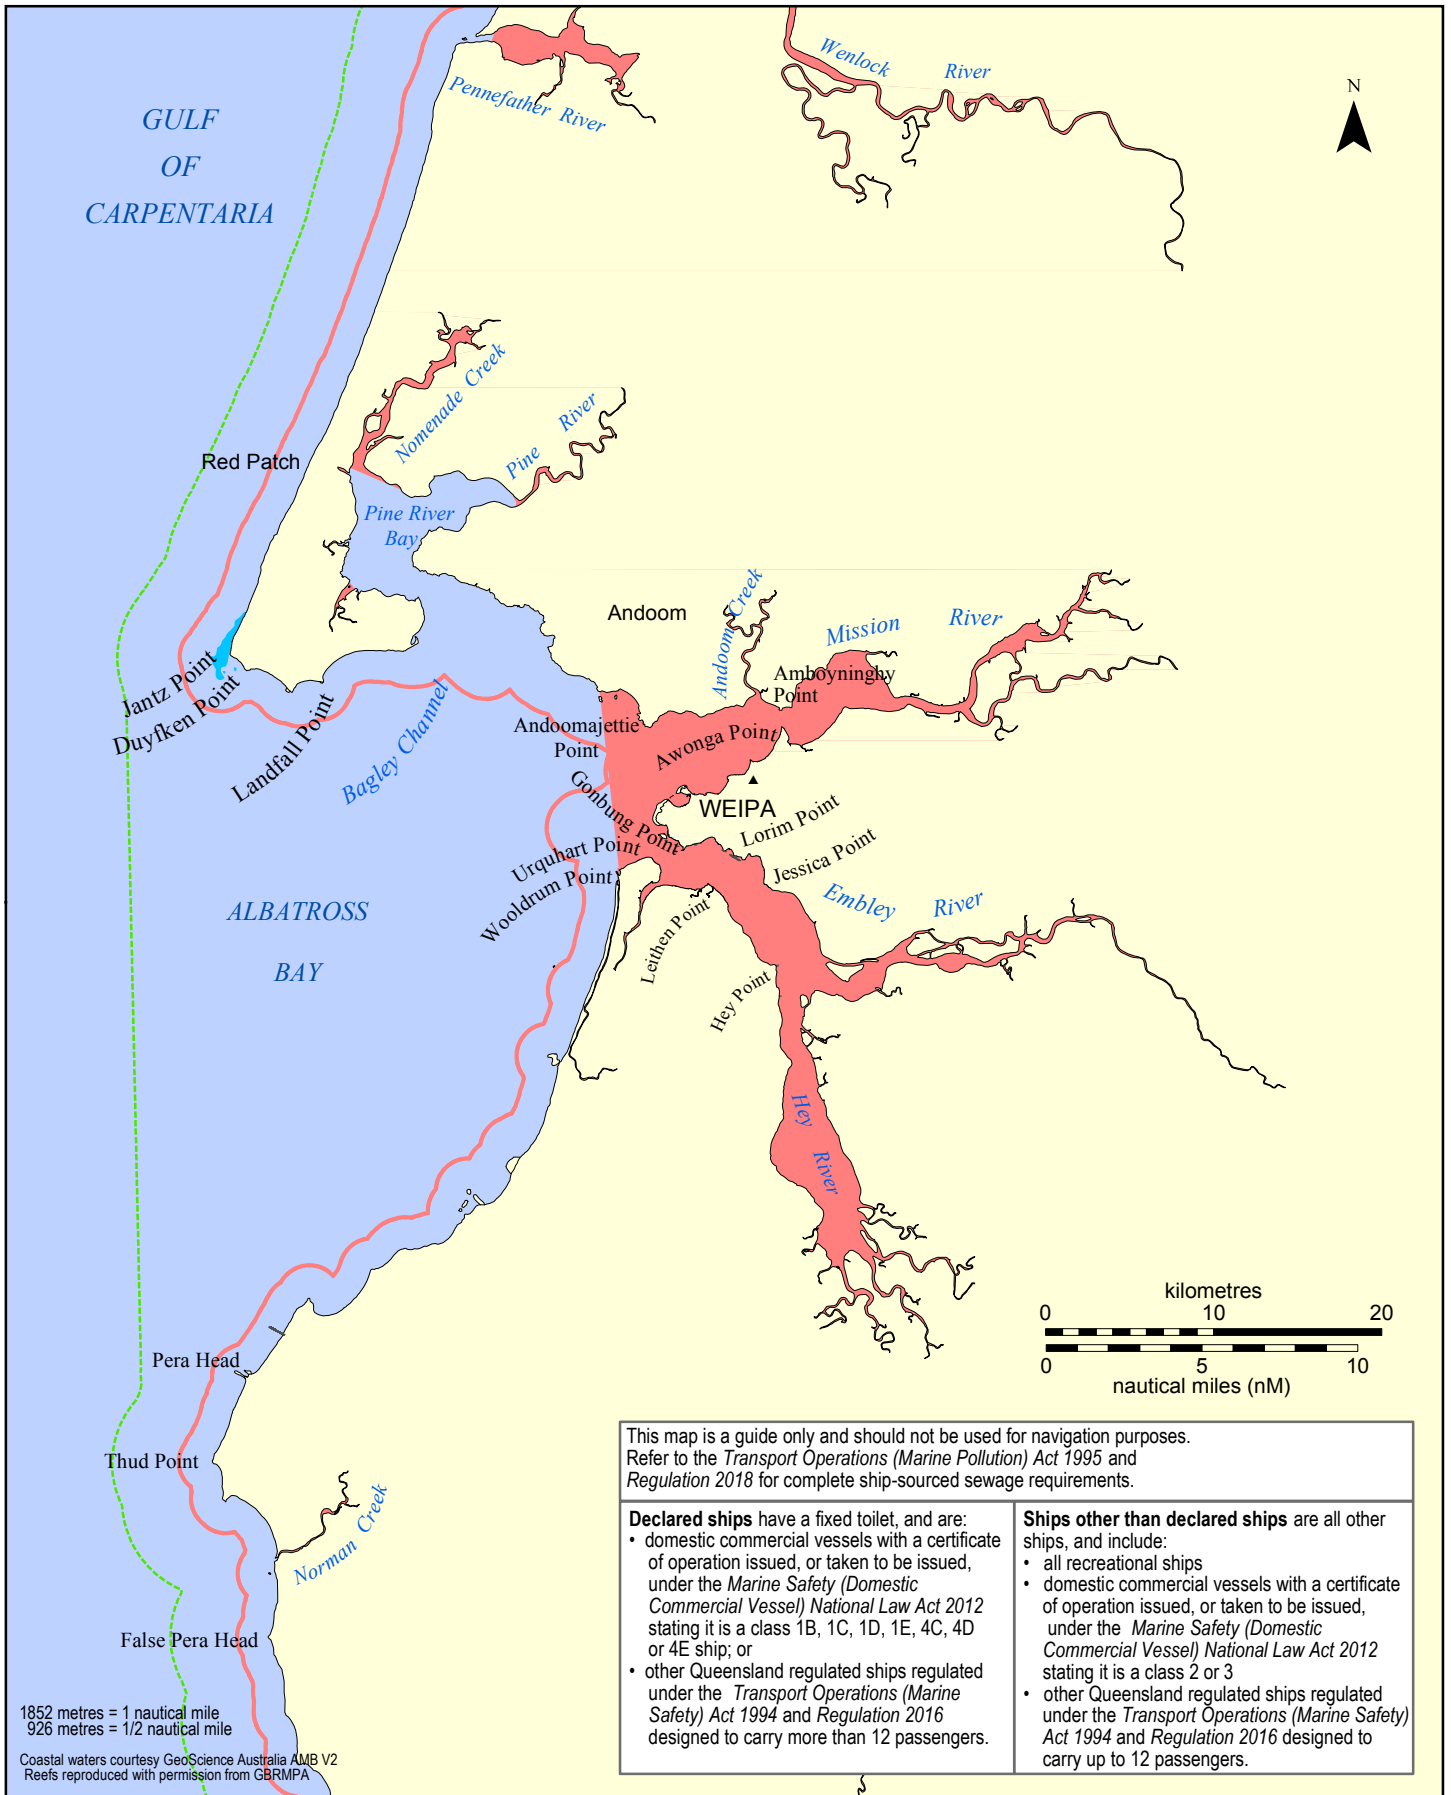 Wenlock River
N
Pennefather River
GULF
OF
CARPENTARIA
Nomenade Creek
Pine River
Red Patch
Pine River
Bay
Andoom
Andoom Creek
Mission River
Amboyninghy
Point
Jantz Point
Duyfken Point
Landfall Point
Bagley Channel
Andoomajettie
Point
Awonga Point
Gonbung Point
WEIPA
Lorim Point
Jessica Point
Urquhart Point
Wooldrum Point
Embley River
ALBATROSS
BAY
Leithen Point
Hey Point
Hey River
kilometres
0 10 20
0 5 10
nautical miles (nM)
Pera Head
Thud Point
Norman Creek
False Pera Head
This map is a guide only and should not be used for navigation purposes.
Refer to the Transport Operations (Marine Pollution) Act 1995 and
Regulation 2018 for complete ship-sourced sewage requirements.
Declared ships have a fixed toilet, and are:
• domestic commercial vessels with a certificate
of operation issued, or taken to be issued,
under the Marine Safety (Domestic
Commercial Vessel) National Law Act 2012
stating it is a class 1B, 1C, 1D, 1E, 4C, 4D
or 4E ship; or
• other Queensland regulated ships regulated
under the Transport Operations (Marine
Safety) Act 1994 and Regulation 2016
designed to carry more than 12 passengers.
Ships other than declared ships are all other
ships, and include:
• all recreational ships
• domestic commercial vessels with a certificate
of operation issued, or taken to be issued,
under the Marine Safety (Domestic
Commercial Vessel) National Law Act 2012
stating it is a class 2 or 3
• other Queensland regulated ships regulated
under the Transport Operations (Marine Safety)
Act 1994 and Regulation 2016 designed to
carry up to 12 passengers.
1852 metres = 1 nautical mile
926 metres = 1/2 nautical mile
Coastal waters courtesy GeoScience Australia AMB V2
Reefs reproduced with permission from GBRMPA